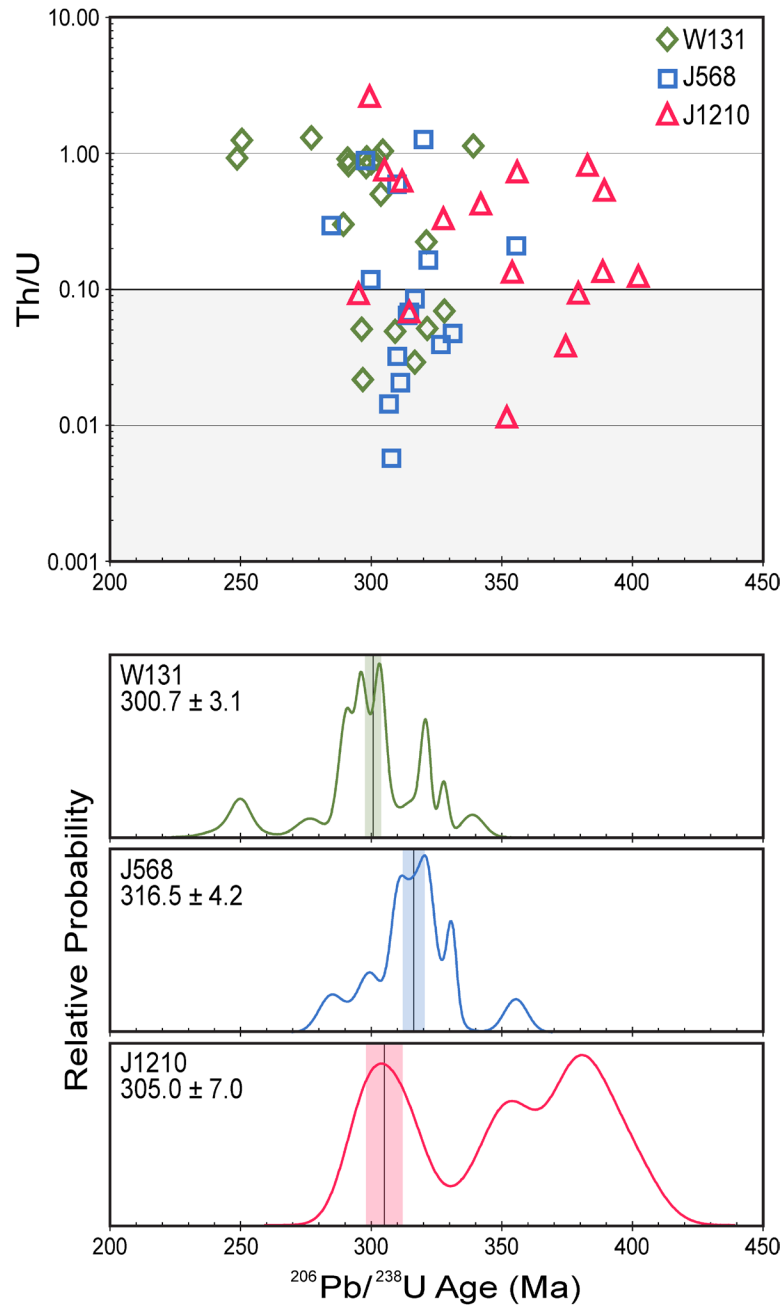 10.00
1.00
0.10
0.01
0.001
Th/U
W131
J568
J1210
200 250 300 350 400 450
W131
300.7 ± 3.1
J568
316.5 ± 4.2
J1210
305.0 ± 7.0
Relative Probability
200 250 300 350 400 450
²⁰⁶Pb/²³⁸U Age (Ma)